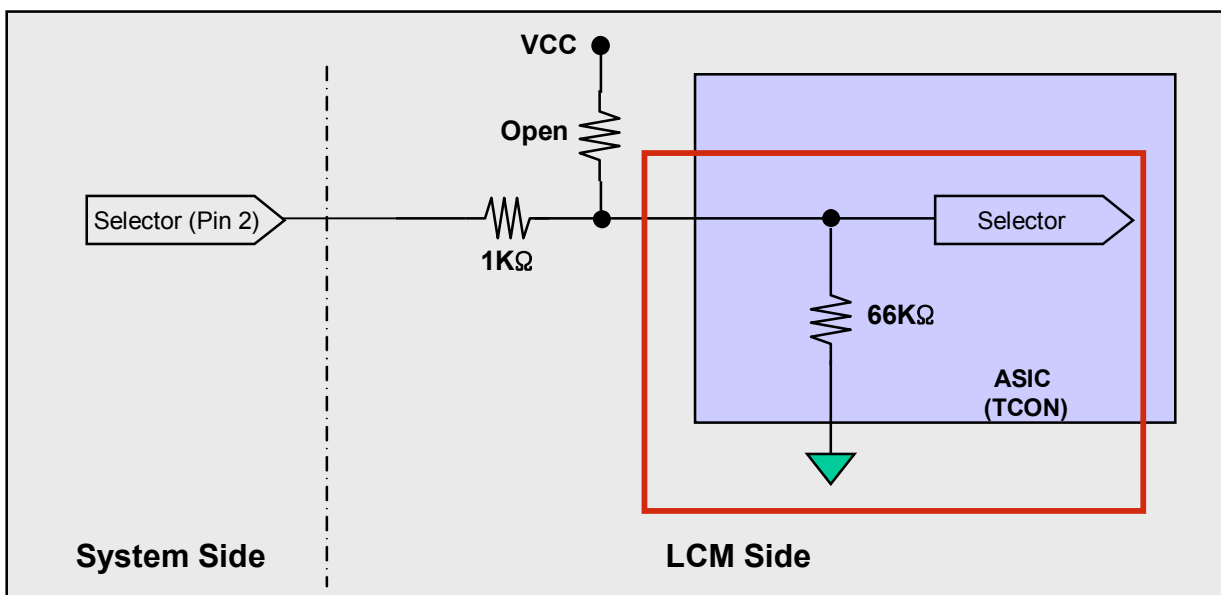 VCC
Open
Selector (Pin 2)
Selector
1KΩ
66KΩ
ASIC
(TCON)
System Side
LCM Side